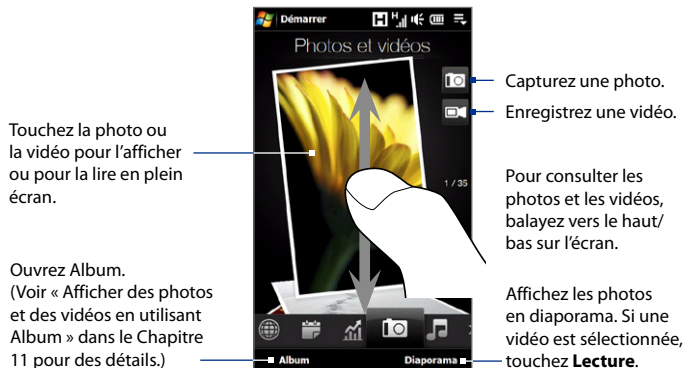 Démarrer
H
Photos et vidéos
1 / 35
Album
Diaporama
Touchez la photo ou
la vidéo pour l'afficher
ou pour la lire en plein
écran.
Ouvrez Album.
(Voir « Afficher des photos
et des vidéos en utilisant
Album » dans le Chapitre
11 pour des détails.)
Capturez une photo.
Enregistrez une vidéo.
Pour consulter les
photos et les vidéos,
balayez vers le haut/
bas sur l'écran.
Affichez les photos
en diaporama. Si une
vidéo est sélectionnée,
touchez Lecture.